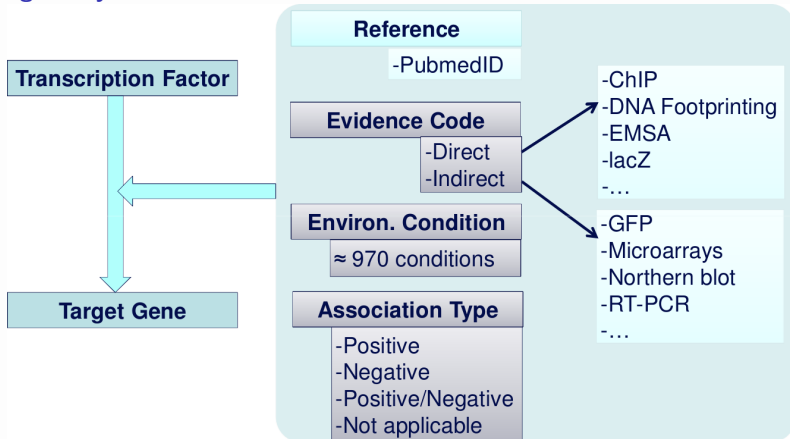 Transcription Factor
Target Gene
Reference
-PubmedID
Evidence Code
-Direct
-Indirect
Environ. Condition
≈ 970 conditions
Association Type
-Positive
-Negative
-Positive/Negative
-Not applicable
-ChIP
-DNA Footprinting
-EMSA
-lacZ
-...
-GFP
-Microarrays
-Northern blot
-RT-PCR
-...